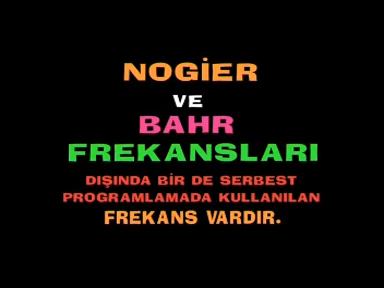 NOGİER
VE
BAHR
FREKANSLARI
DIŞINDA BİR DE SERBEST
PROGRAMLAMADA KULLANILAN
FREKANS VARDIR.